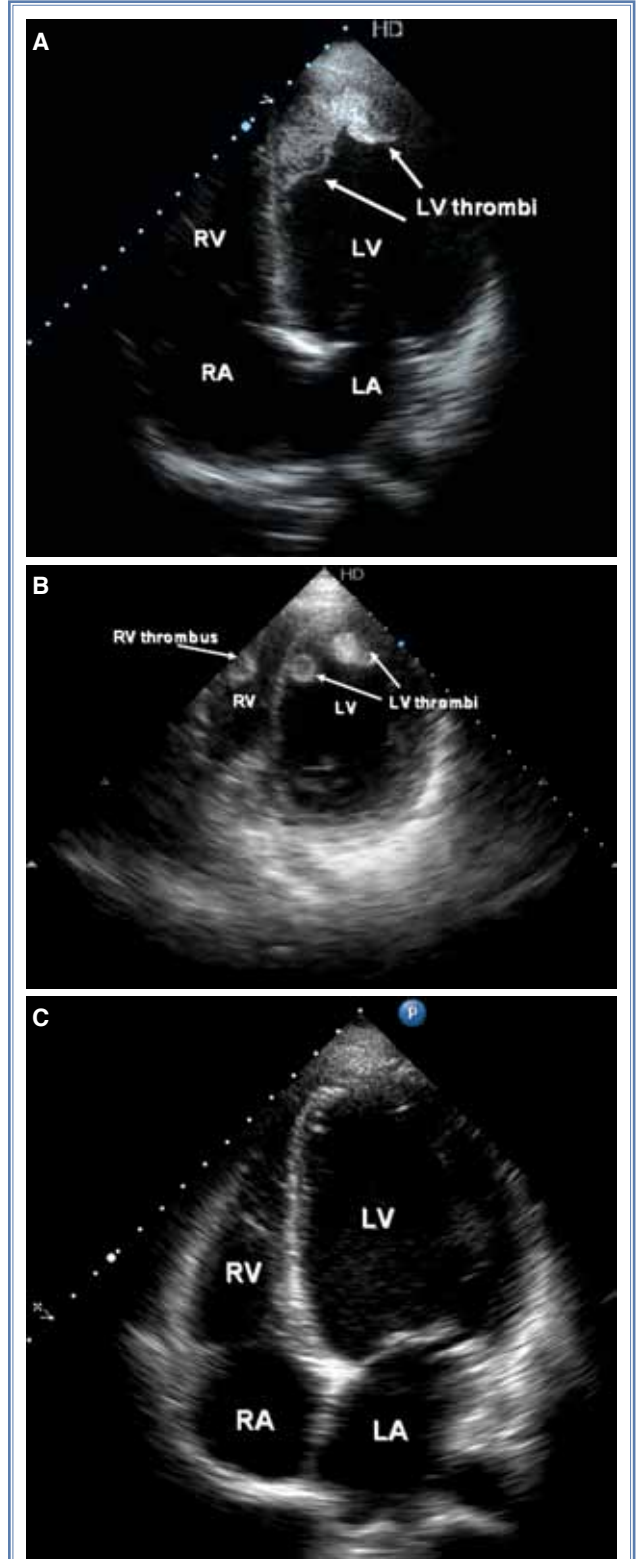 A
HD
LV thrombi
RV
LV
RA
LA
B
HD
RV thrombus
RV
LV
LV thrombi
C
P
LV
RV
RA
LA